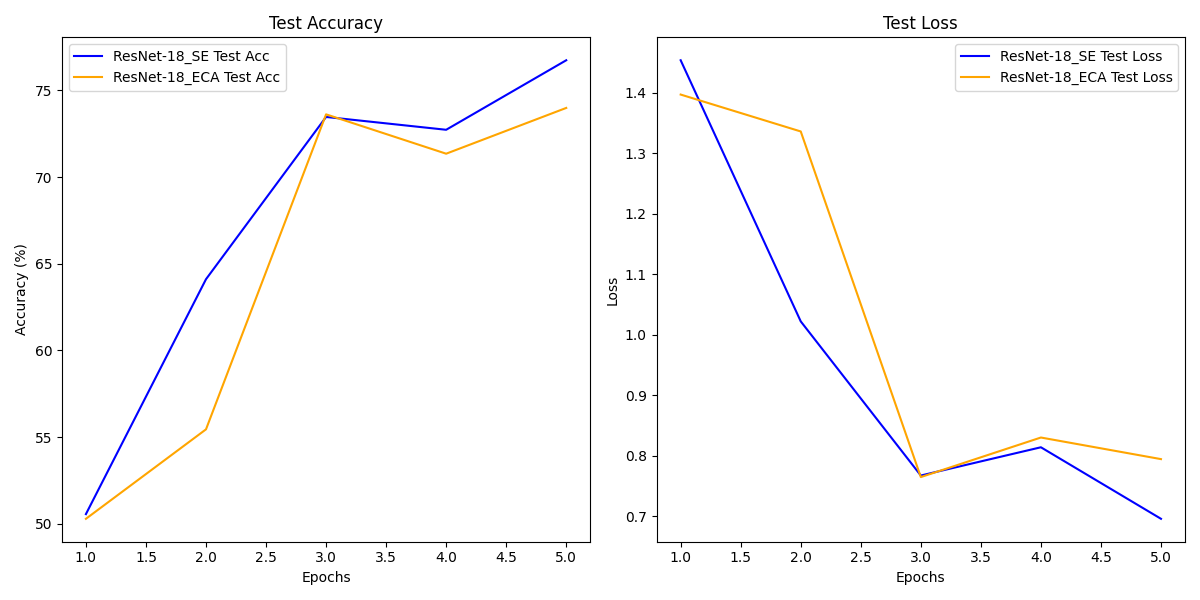 Test Accuracy
ResNet-18_SE Test Acc
ResNet-18_ECA Test Acc
Accuracy (%)
75
70
65
60
55
50
1.0 1.5 2.0 2.5 3.0 3.5 4.0 4.5 5.0
Epochs
Test Loss
ResNet-18_SE Test Loss
ResNet-18_ECA Test Loss
Loss
1.4
1.3
1.2
1.1
1.0
0.9
0.8
0.7
1.0 1.5 2.0 2.5 3.0 3.5 4.0 4.5 5.0
Epochs